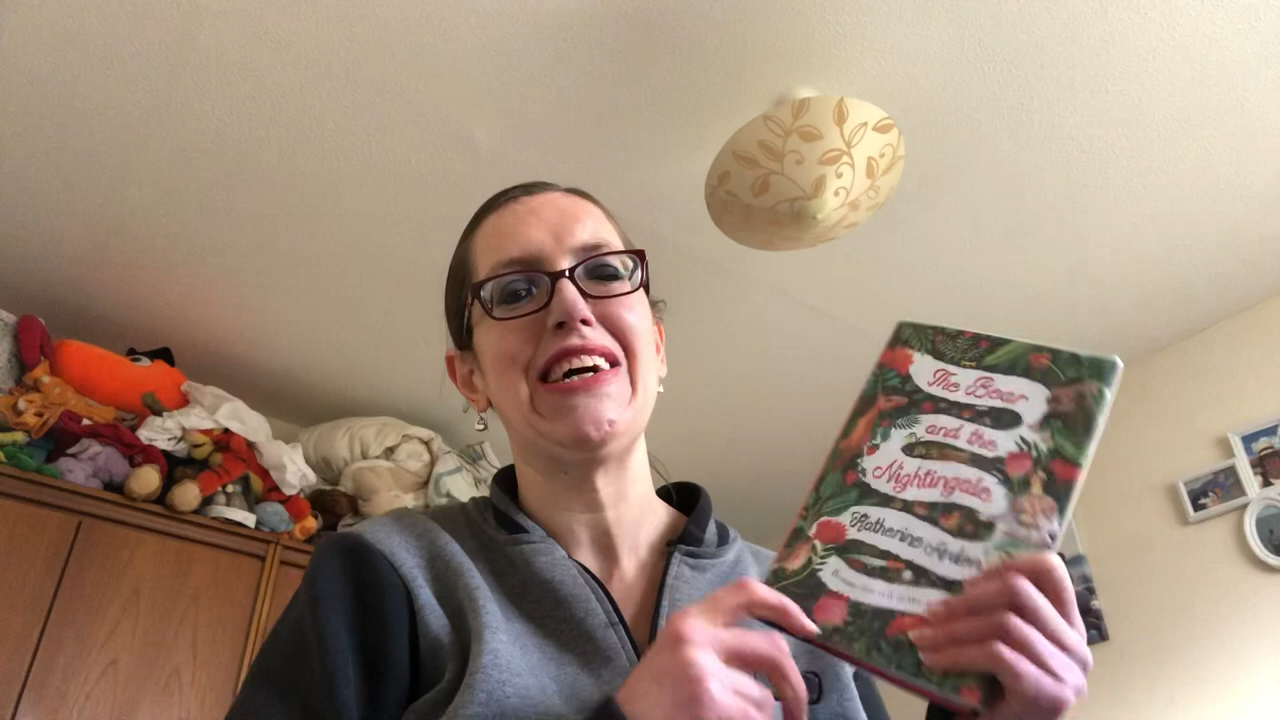 The Bear
and the
Nightingale
Katherine Arden